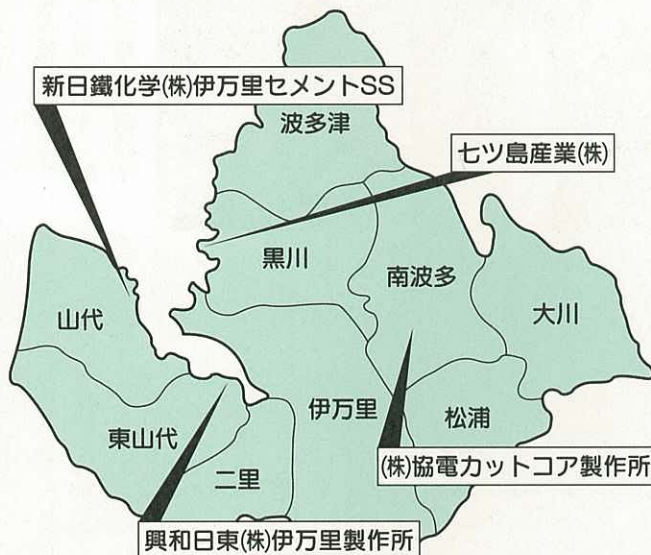 新日鐵化学(株)伊万里セメントSS
波多津
七ツ島産業(株)
黒川
南波多
大川
山代
伊万里
松浦
東山代
二里
(株)協電カットコア製作所
興和日東(株)伊万里製作所